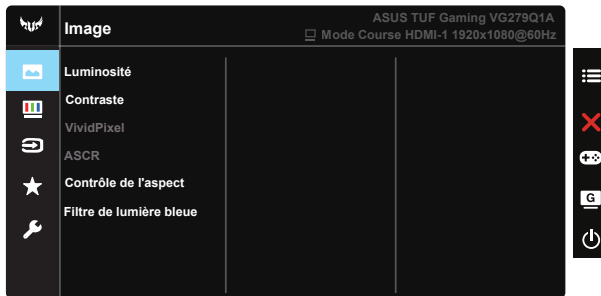 Image
ASUS TUF Gaming VG279Q1A
Mode Course HDMI-1 1920x1080@60Hz
Luminosité
Contraste
VividPixel
ASCR
Contrôle de l'aspect
Filtre de lumière bleue
G